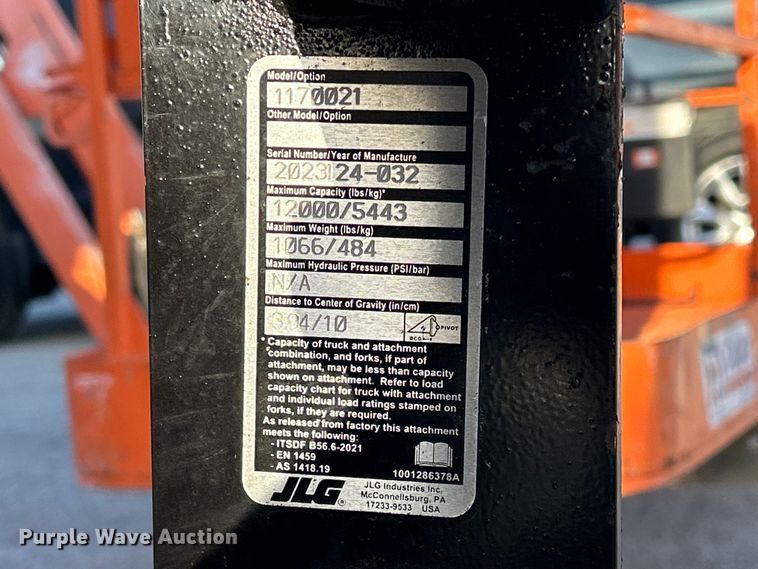 Model/Option
1170021
Other Model/Option
Serial Number/Year of Manufacture
2023124-032
Maximum Capacity (lbs/kg)*
12000/5443
Maximum Weight (lbs/kg)
1066/484
Maximum Hydraulic Pressure (PSI/bar)
N/A
Distance to Center of Gravity (in/cm)
3.94/10
PIVOT
DCG
*Capacity of truck and attachment
combination, and forks, if part of
attachment, may be less than capacity
shown on attachment. Refer to load
capacity chart for truck with attachment
and individual load ratings stamped on
forks, if they are required.
As released from factory this attachment
meets the following:
- ITSDF B56.6-2021
- EN 1459
- AS 1418.19
1001286378A
JLG®
JLG Industries Inc.
McConnellsburg, PA
17233-9533 USA
Purple Wave Auction